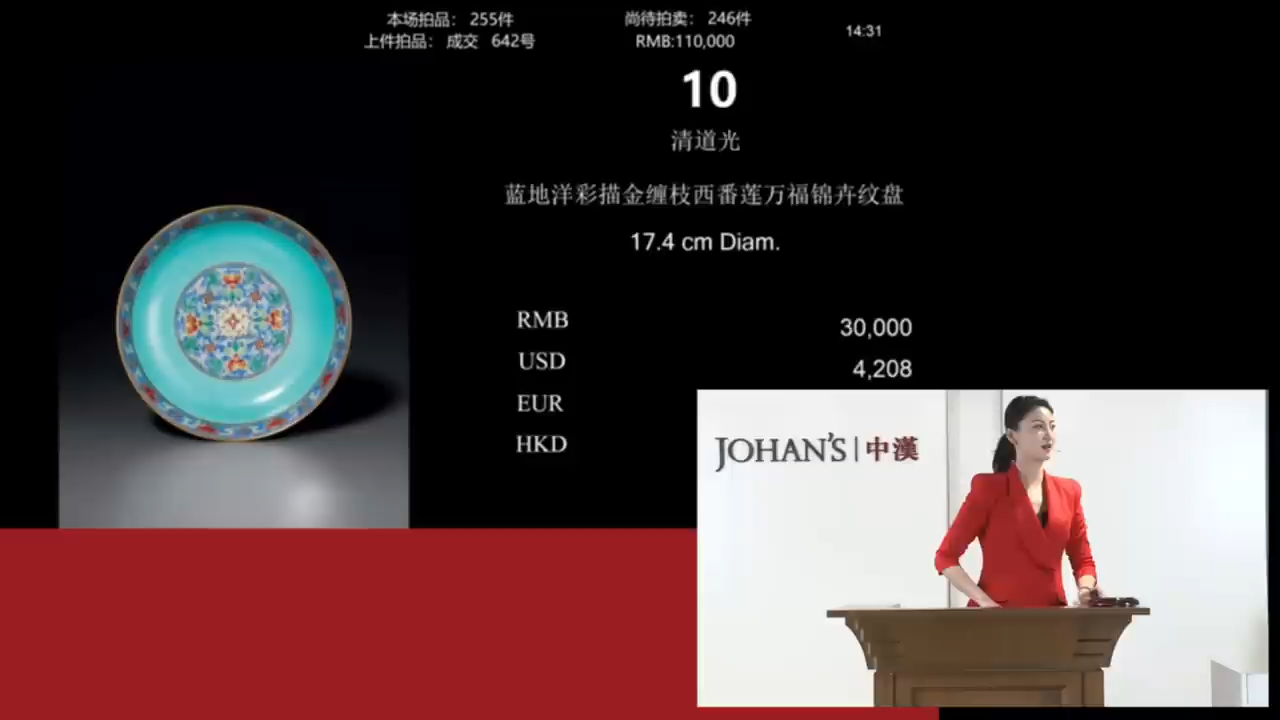 本场拍品： 255件 尚待拍卖： 246件
上件拍品： 成交 642号 RMB:110,000 14:31
10
清道光
蓝地洋彩描金缠枝西番莲万福锦卉纹盘
17.4 cm Diam.
RMB 30,000
USD 4,208
EUR
HKD
JOHAN'S|中漢